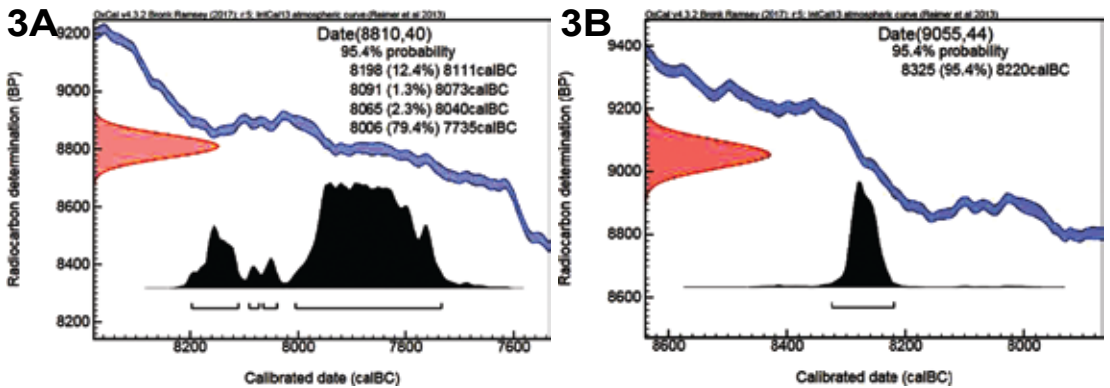 3A
OxCal v4.3.2 Bronk Ramsey (2017); r:5; IntCal13 atmospheric curve (Reimer et al 2013)
Date(8810,40)
95.4% probability
8198 (12.4%) 8111calBC
8091 (1.3%) 8073calBC
8065 (2.3%) 8040calBC
8006 (79.4%) 7735calBC
Radiocarbon determination (BP)
9200
9000
8800
8600
8400
8200
8200 8000 7800 7600
Calibrated date (calBC)
3B
OxCal v4.3.2 Bronk Ramsey (2017); r:5; IntCal13 atmospheric curve (Reimer et al 2013)
Date(9055,44)
95.4% probability
8325 (95.4%) 8220calBC
Radiocarbon determination (BP)
9400
9200
9000
8800
8600
8600 8400 8200 8000
Calibrated date (calBC)